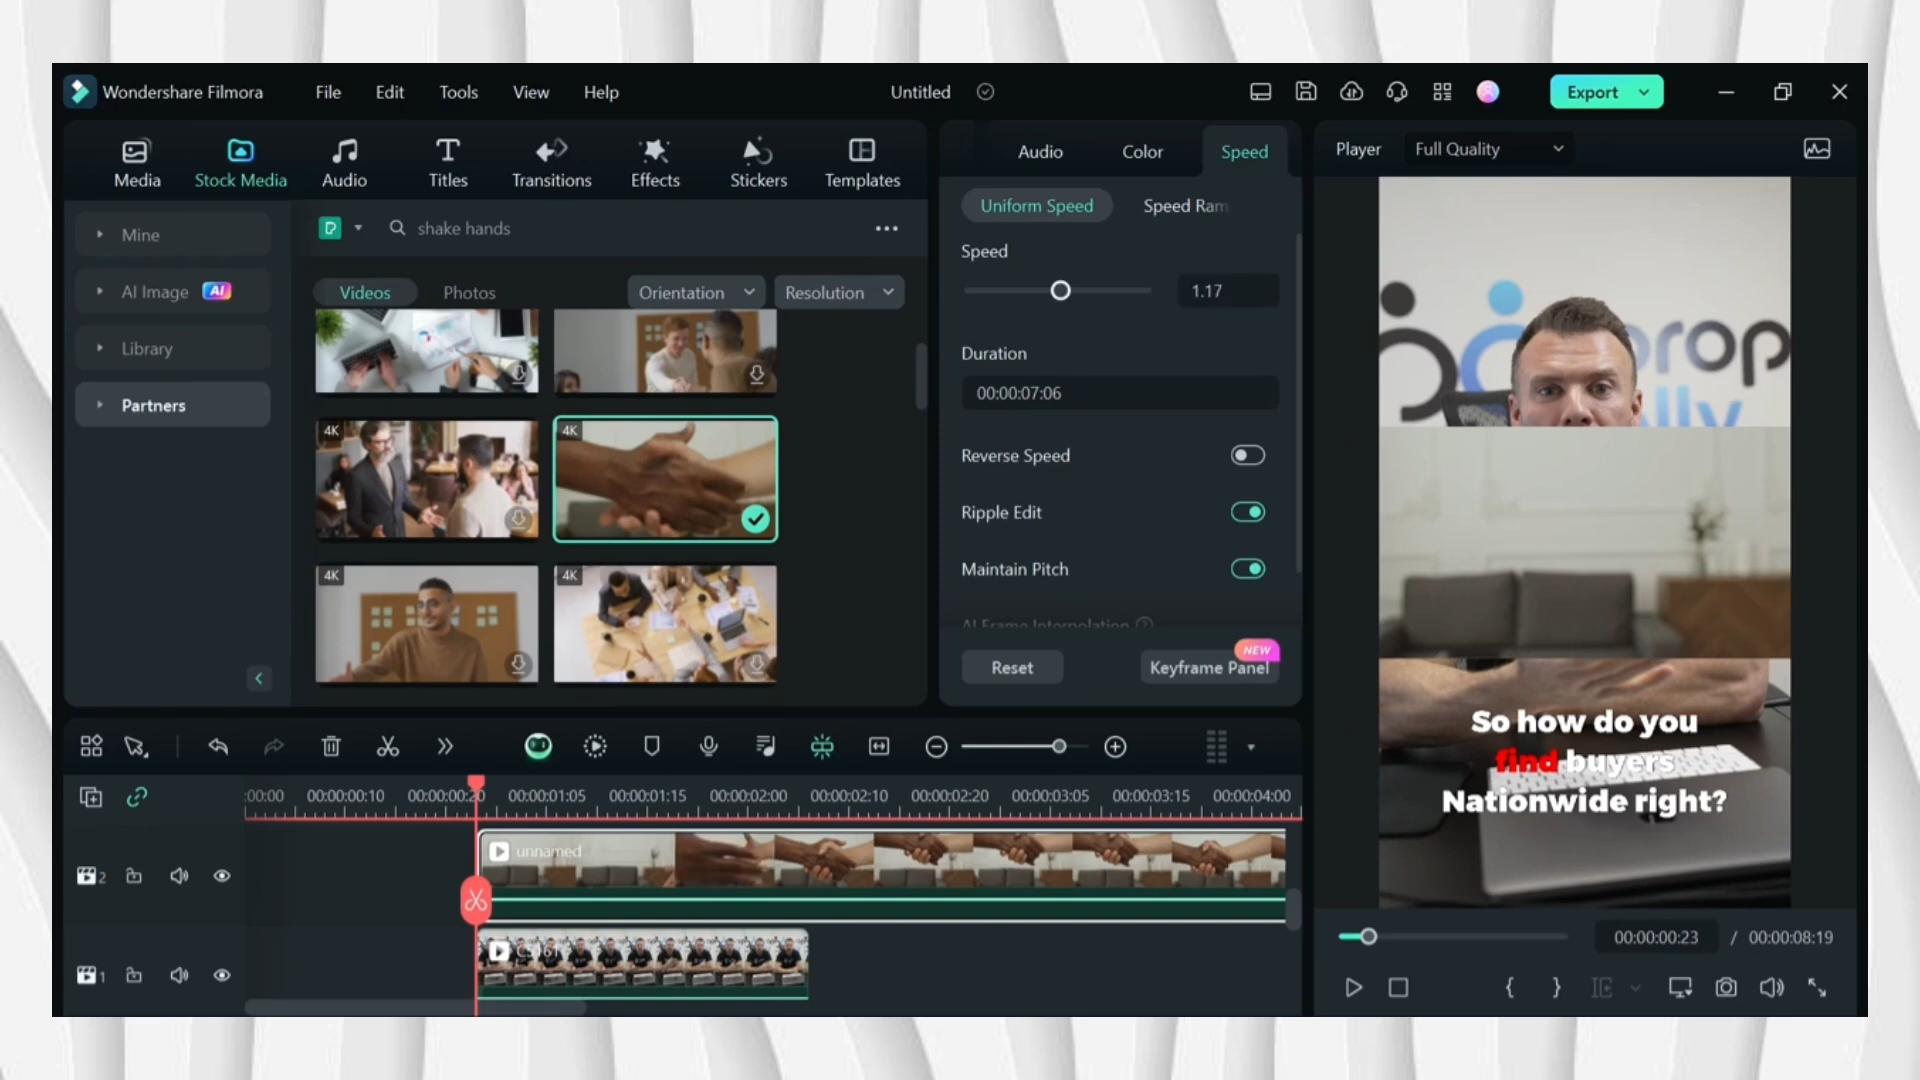 Wondershare Filmora
File
Edit
Tools
View
Help
Untitled
Export
Media
Stock Media
Audio
Titles
Transitions
Effects
Stickers
Templates
Mine
AI Image AI
Library
Partners
shake hands
Videos
Photos
Orientation
Resolution
4K
4K
4K
4K
Audio
Color
Speed
Uniform Speed
Speed Ram
Speed
1.17
Duration
00:00:07:06
Reverse Speed
Ripple Edit
Maintain Pitch
AI Frame Interpolation
Reset
NEW
Keyframe Panel
Player
Full Quality
prop
lly
So how do you
find buyers
Nationwide right?
00:00:00:23 / 00:00:08:19
:00:00
00:00:00:10
00:00:00:20
00:00:01:05
00:00:01:15
00:00:02:00
00:00:02:10
00:00:02:20
00:00:03:05
00:00:03:15
00:00:04:00
2
unnamed
1